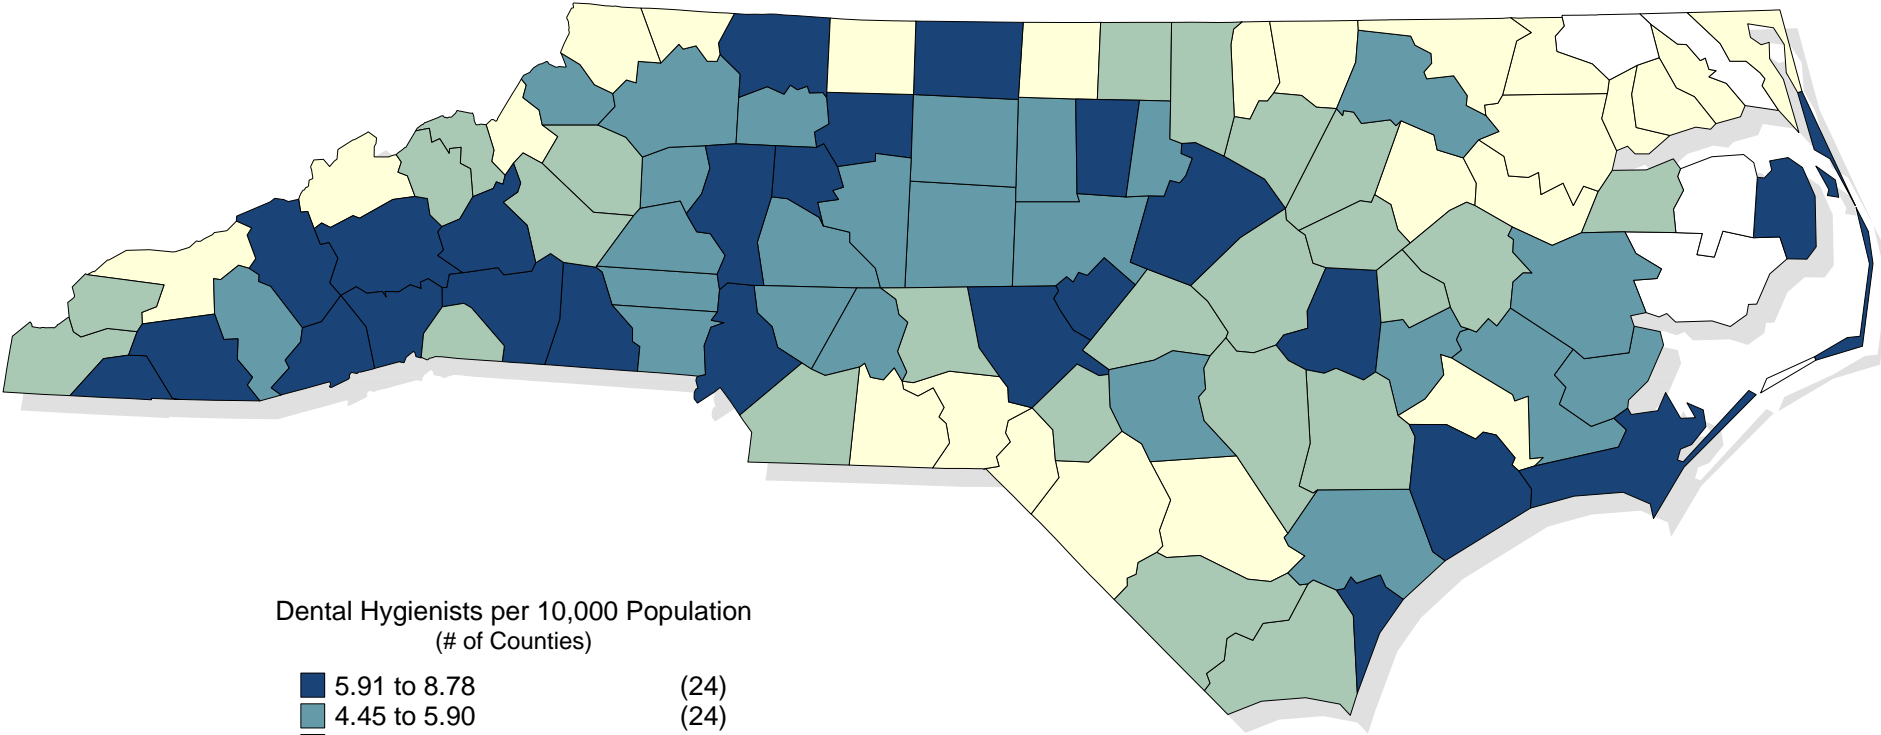 Dental Hygienists per 10,000 Population
(# of Counties)
5.91 to 8.78 (24)
4.45 to 5.90 (24)